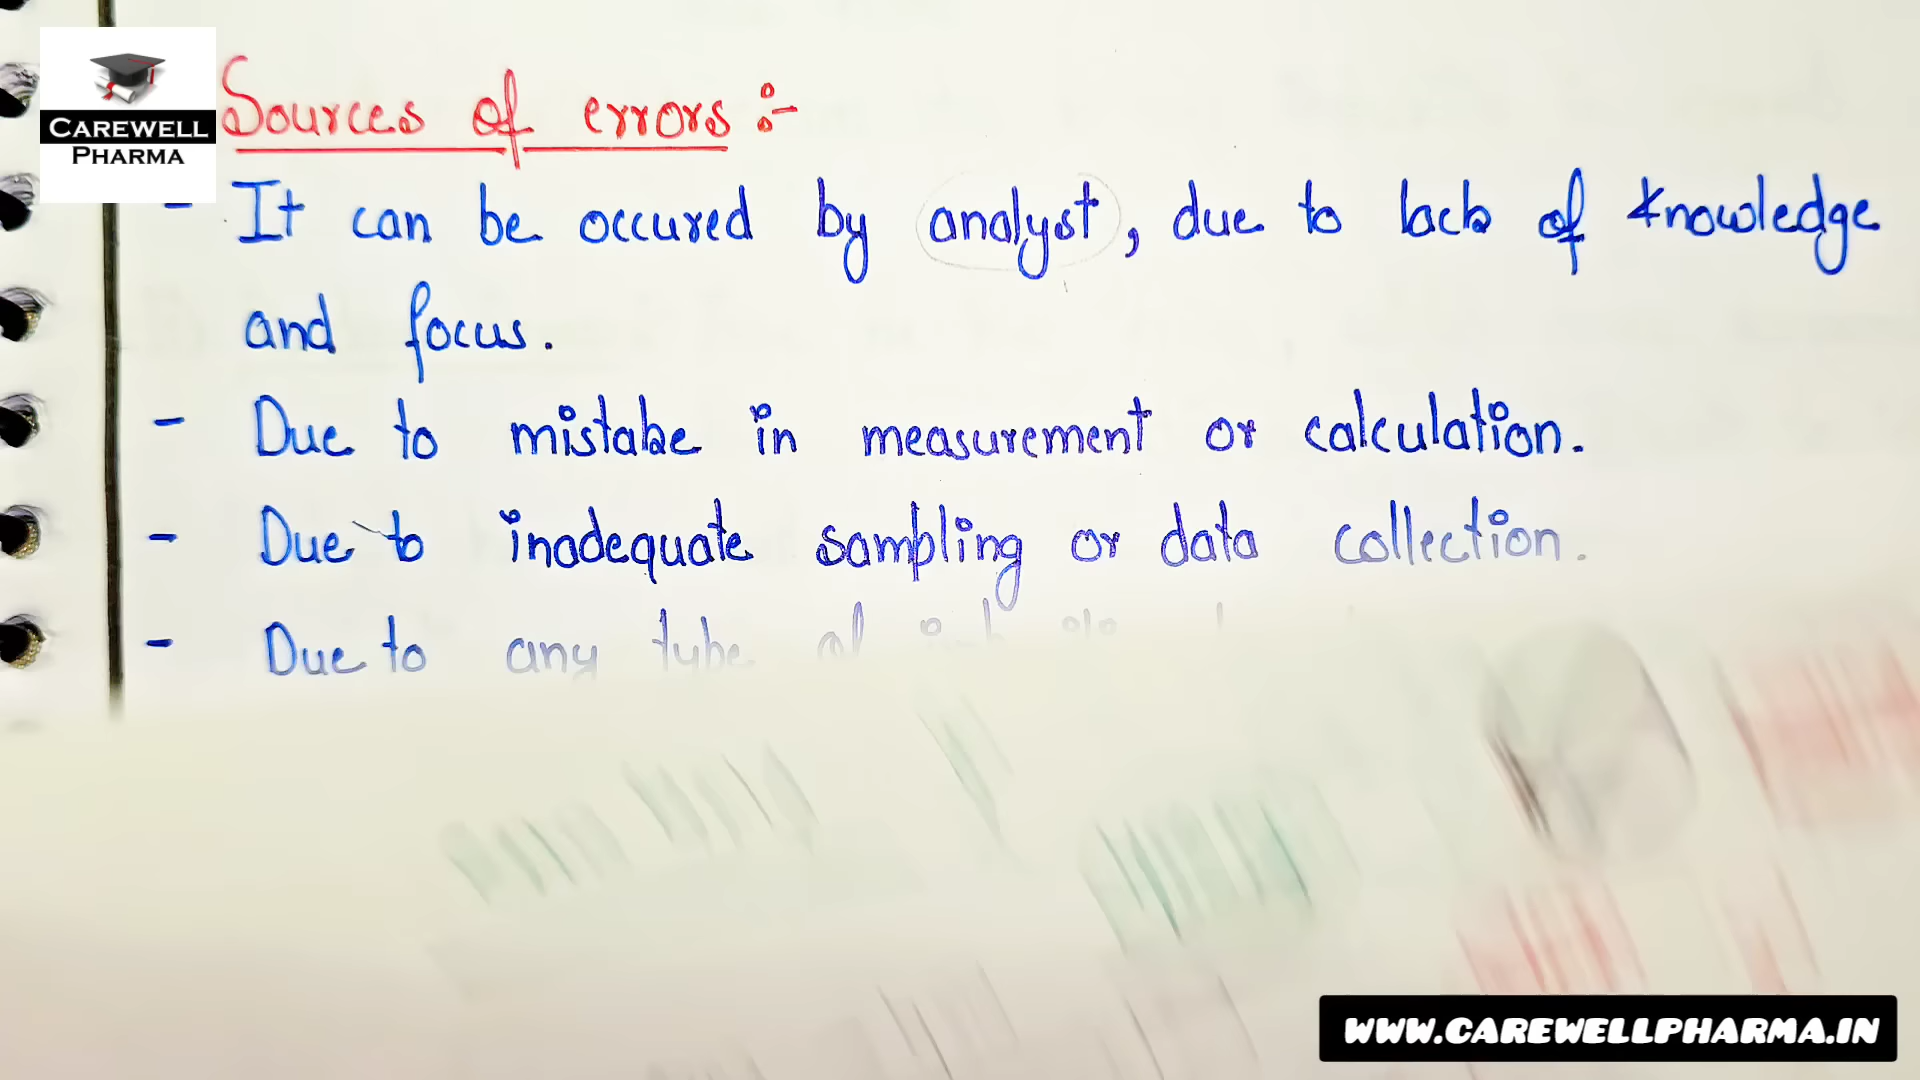 CAREWELL
PHARMA
Sources of errors :-
- It can be occured by analyst, due to lack of knowledge
and focus.
- Due to mistake in measurement or calculation.
- Due to inadequate sampling or data collection.
- Due to any type of
WWW.CAREWELLPHARMA.IN